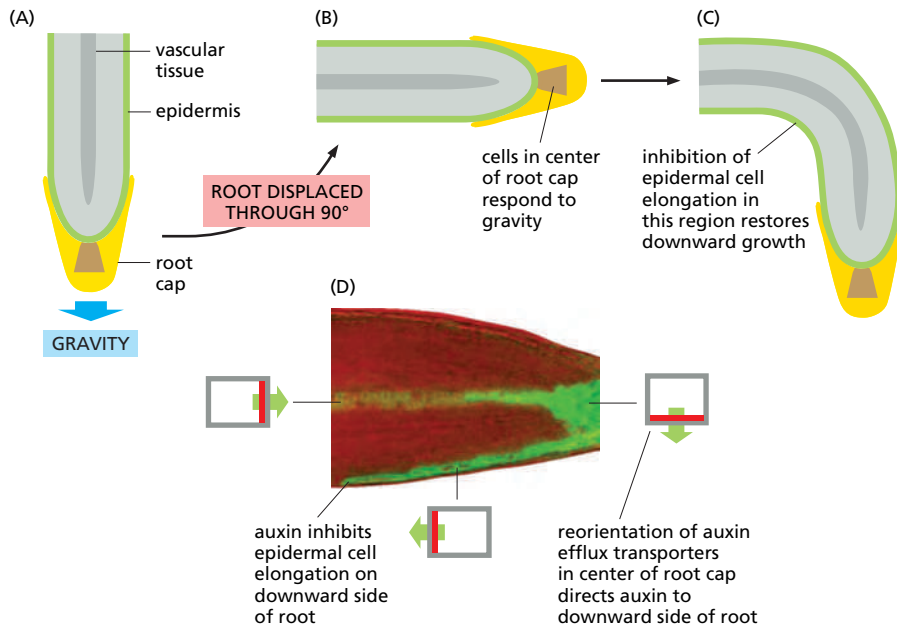 (A)
vascular
tissue
epidermis
root
cap
GRAVITY
ROOT DISPLACED
THROUGH 90°
(B)
cells in center
of root cap
respond to
gravity
(C)
inhibition of
epidermal cell
elongation in
this region restores
downward growth
(D)
auxin inhibits
epidermal cell
elongation on
downward side
of root
reorientation of auxin
efflux transporters
in center of root cap
directs auxin to
downward side of root